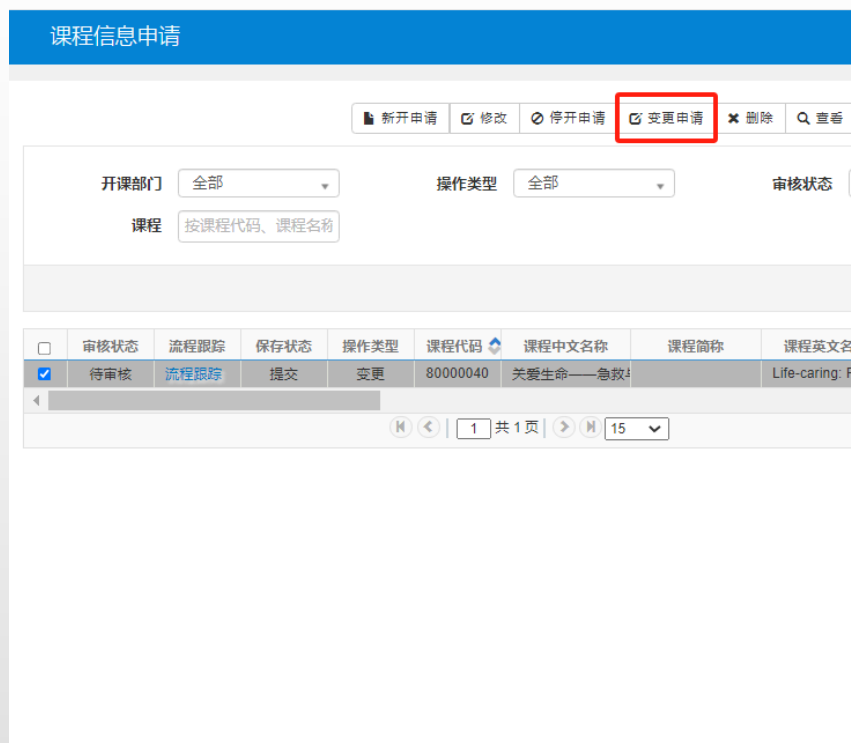 课程信息申请
新开申请 修改 停开申请 变更申请 删除 查看
开课部门 全部 操作类型 全部 审核状态
课程 按课程代码、课程名称
审核状态 流程跟踪 保存状态 操作类型 课程代码 课程中文名称 课程简称 课程英文名
待审核 流程跟踪 提交 变更 80000040 关爱生命——急救 Life-caring:
1 共 1 页 15